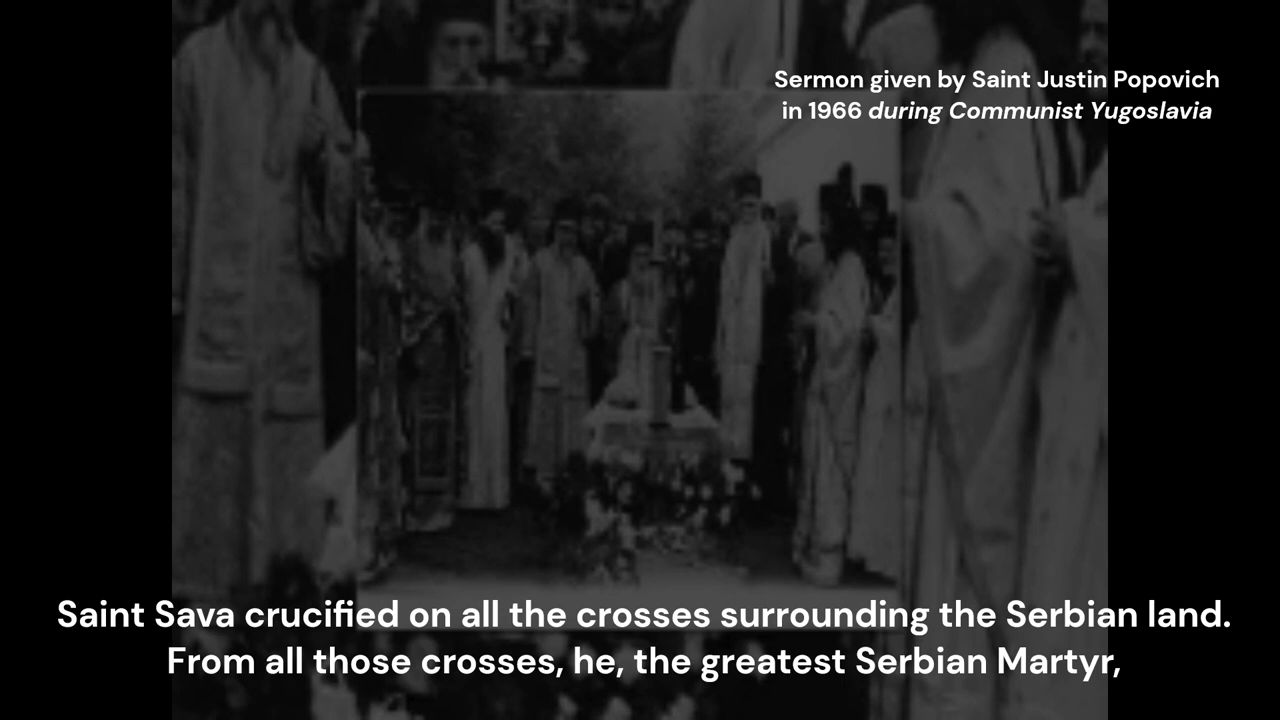 Sermon given by Saint Justin Popovich
in 1966 during Communist Yugoslavia
Saint Sava crucified on all the crosses surrounding the Serbian land.
From all those crosses, he, the greatest Serbian Martyr,